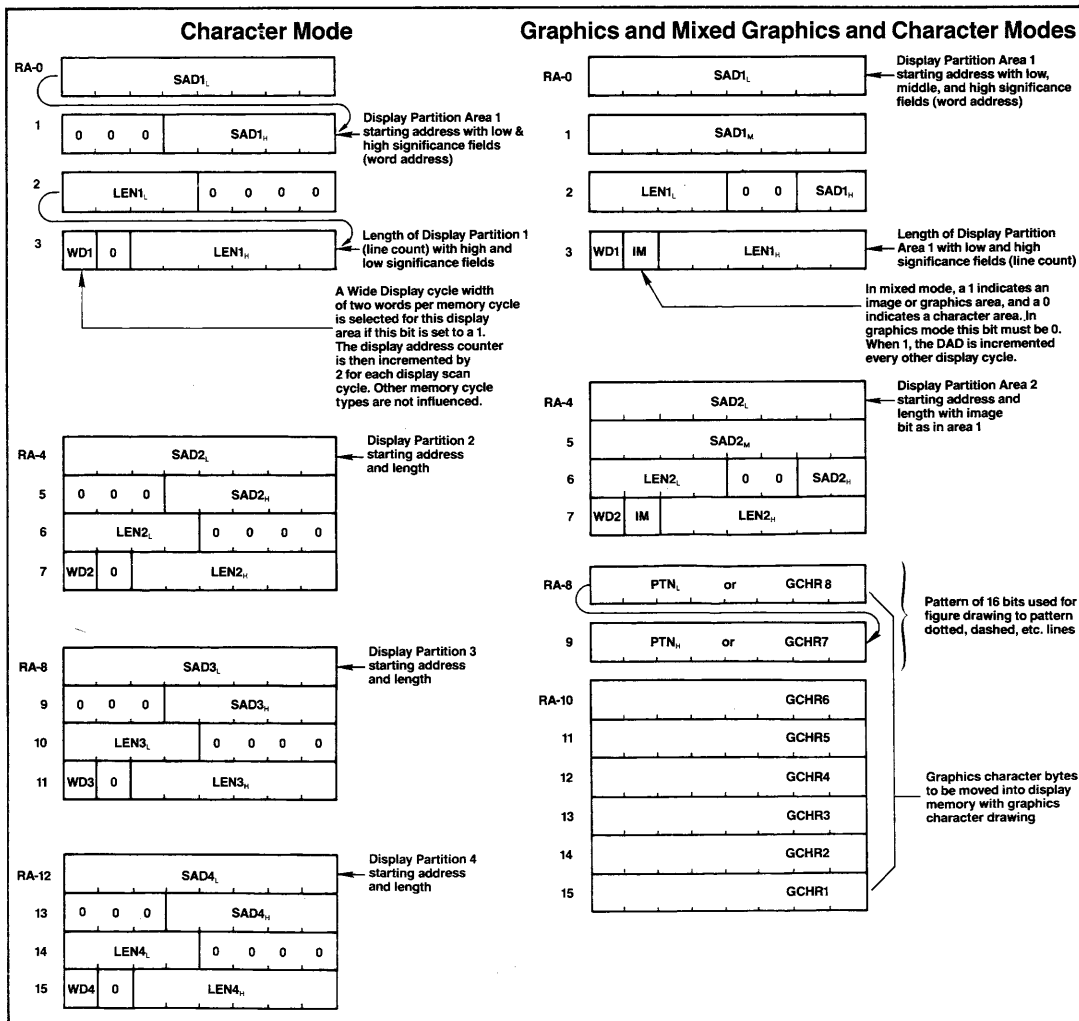 Character Mode
RA-0
SAD1L
1
0 0 0 SAD1H
Display Partition Area 1
starting address with low &
high significance fields
(word address)
2
LEN1L 0 0 0 0
3
WD1 0 LEN1H
Length of Display Partition 1
(line count) with high and
low significance fields
A Wide Display cycle width
of two words per memory cycle
is selected for this display
area if this bit is set to a 1.
The display address counter
is then incremented by
2 for each display scan
cycle. Other memory cycle
types are not influenced.
RA-4
SAD2L
Display Partition 2
starting address
and length
5
0 0 0 SAD2H
6
LEN2L 0 0 0 0
7
WD2 0 LEN2H
RA-8
SAD3L
Display Partition 3
starting address
and length
9
0 0 0 SAD3H
10
LEN3L 0 0 0 0
11
WD3 0 LEN3H
RA-12
SAD4L
Display Partition 4
starting address
and length
13
0 0 0 SAD4H
14
LEN4L 0 0 0 0
15
WD4 0 LEN4H
Graphics and Mixed Graphics and Character Modes
RA-0
SAD1L
Display Partition Area 1
starting address with low,
middle, and high significance
fields (word address)
1
SAD1M
2
LEN1L 0 0 SAD1H
3
WD1 IM LEN1H
Length of Display Partition
Area 1 with low and high
significance fields (line count)
In mixed mode, a 1 indicates an
image or graphics area, and a 0
indicates a character area. In
graphics mode this bit must be 0.
When 1, the DAD is incremented
every other display cycle.
RA-4
SAD2L
Display Partition Area 2
starting address and
length with image
bit as in area 1
5
SAD2M
6
LEN2L 0 0 SAD2H
7
WD2 IM LEN2H
RA-8
PTNL or GCHR8
9
PTNH or GCHR7
Pattern of 16 bits used for
figure drawing to pattern
dotted, dashed, etc. lines
RA-10
GCHR6
11
GCHR5
12
GCHR4
13
GCHR3
14
GCHR2
15
GCHR1
Graphics character bytes
to be moved into display
memory with graphics
character drawing